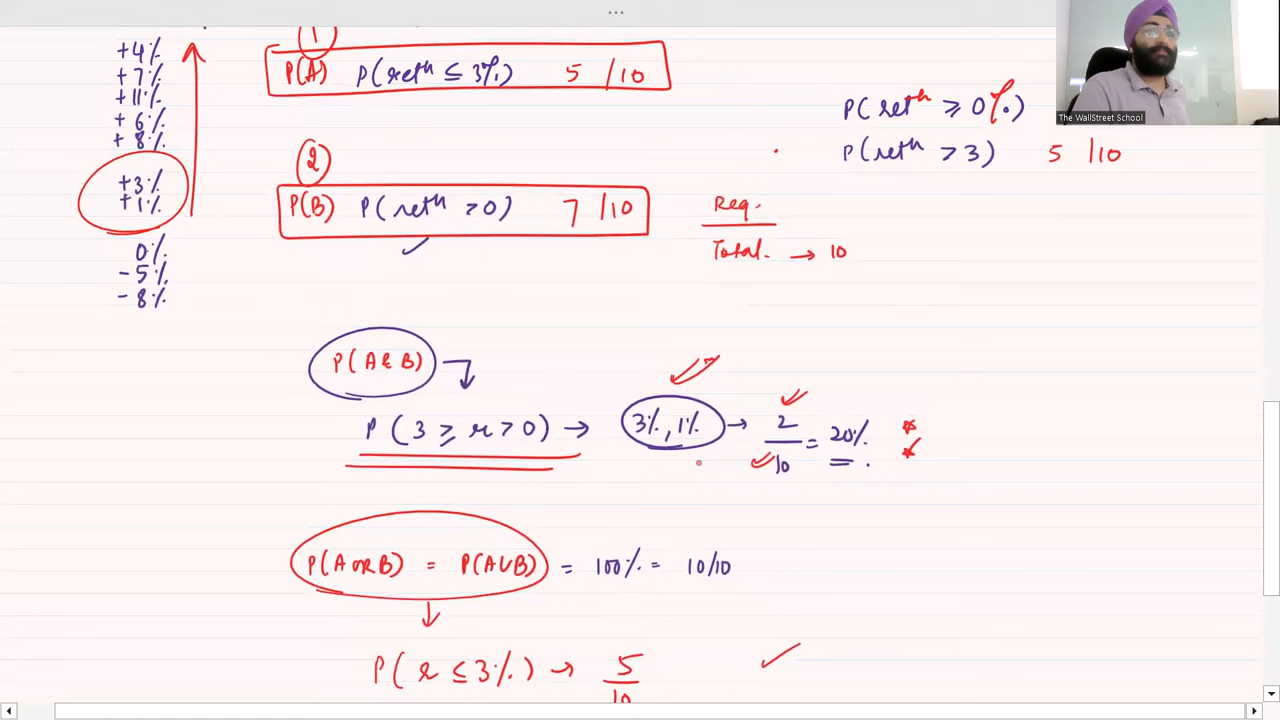 +4%
+7%
+11%
+6%
+8%
+3%
+1%
0%
-5%
-8%
1
P(A) P(retn ≤ 3%) 5 /10
2
P(B) P(retn >0) 7 /10
Req.
Total. → 10
P(retn ≥ 0%)
P(retn >3) 5 /10
The WallStreet School
P(A & B)
P (3 ≥ r > 0) → 3%, 1% → 2/10 = 20%.
P(A or B) = P(A∪B) = 100% = 10/10
P(r ≤ 3%) → 5/10